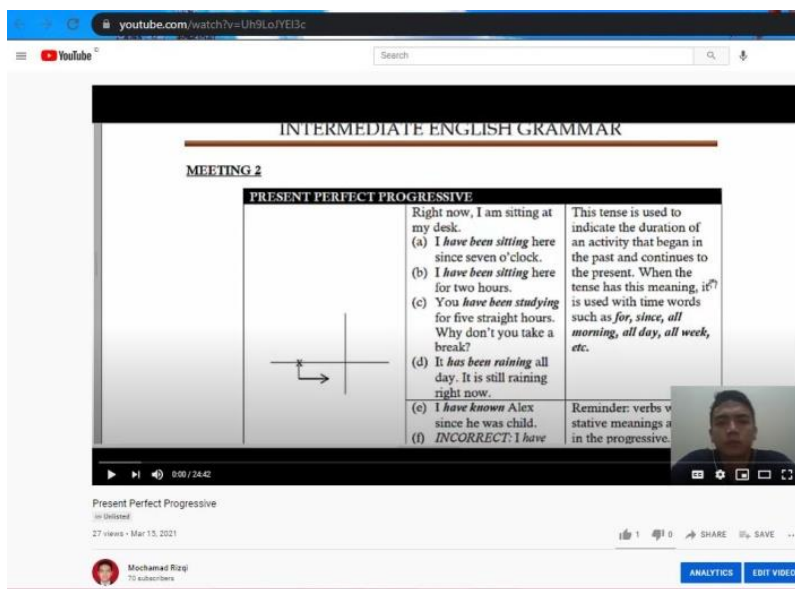 youtube.com/watch?v=Uh9LoJYEl3c
YouTube
Search
INTERMEDIATE ENGLISH GRAMMAR
MEETING 2
PRESENT PERFECT PROGRESSIVE
Right now, I am sitting at
my desk.
(a) I have been sitting here
since seven o'clock.
(b) I have been sitting here
for two hours.
(c) You have been studying
for five straight hours.
Why don't you take a
break?
(d) It has been raining all
day. It is still raining
right now.
This tense is used to
indicate the duration of
an activity that began in
the past and continues to
the present. When the
tense has this meaning, it
is used with time words
such as for, since, all
morning, all day, all week,
etc.
(e) I have known Alex
since he was child.
(f) INCORRECT: I have
Reminder: verbs
stative meanings
in the progressive.
0:00 / 24:42
Present Perfect Progressive
Unlisted
27 views • Mar 15, 2021
1
0
SHARE
SAVE
Mochamad Rizqi
70 subscribers
ANALYTICS
EDIT VIDEO